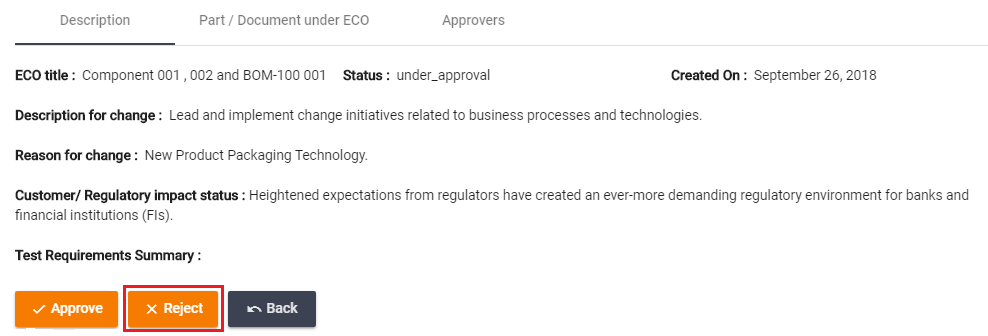 Description Part / Document under ECO Approvers
ECO title : Component 001 , 002 and BOM-100 001 Status : under_approval Created On : September 26, 2018
Description for change : Lead and implement change initiatives related to business processes and technologies.
Reason for change : New Product Packaging Technology.
Customer/ Regulatory impact status : Heightened expectations from regulators have created an ever-more demanding regulatory environment for banks and
financial institutions (FIs).
Test Requirements Summary :
Approve Reject Back